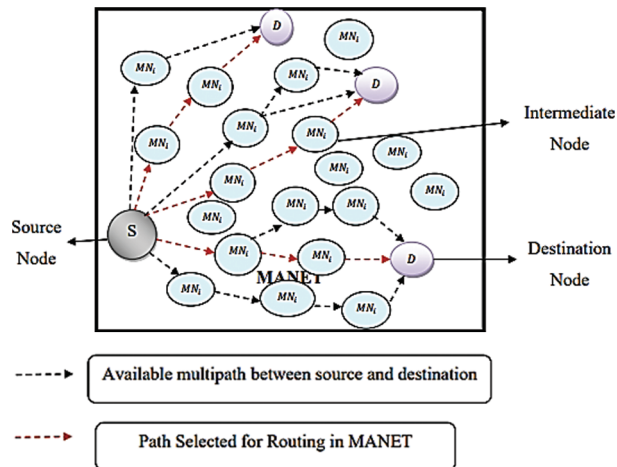 D
MNᵢ
MNᵢ
MNᵢ
D
MNᵢ
Intermediate
Node
MNᵢ
MNᵢ
MNᵢ
MNᵢ
MNᵢ
MNᵢ
MNᵢ
MNᵢ
MNᵢ
MNᵢ
Source
Node
S
MNᵢ
MNᵢ
D
Destination
Node
MANET
MNᵢ
MNᵢ
MNᵢ
Available multipath between source and destination
Path Selected for Routing in MANET